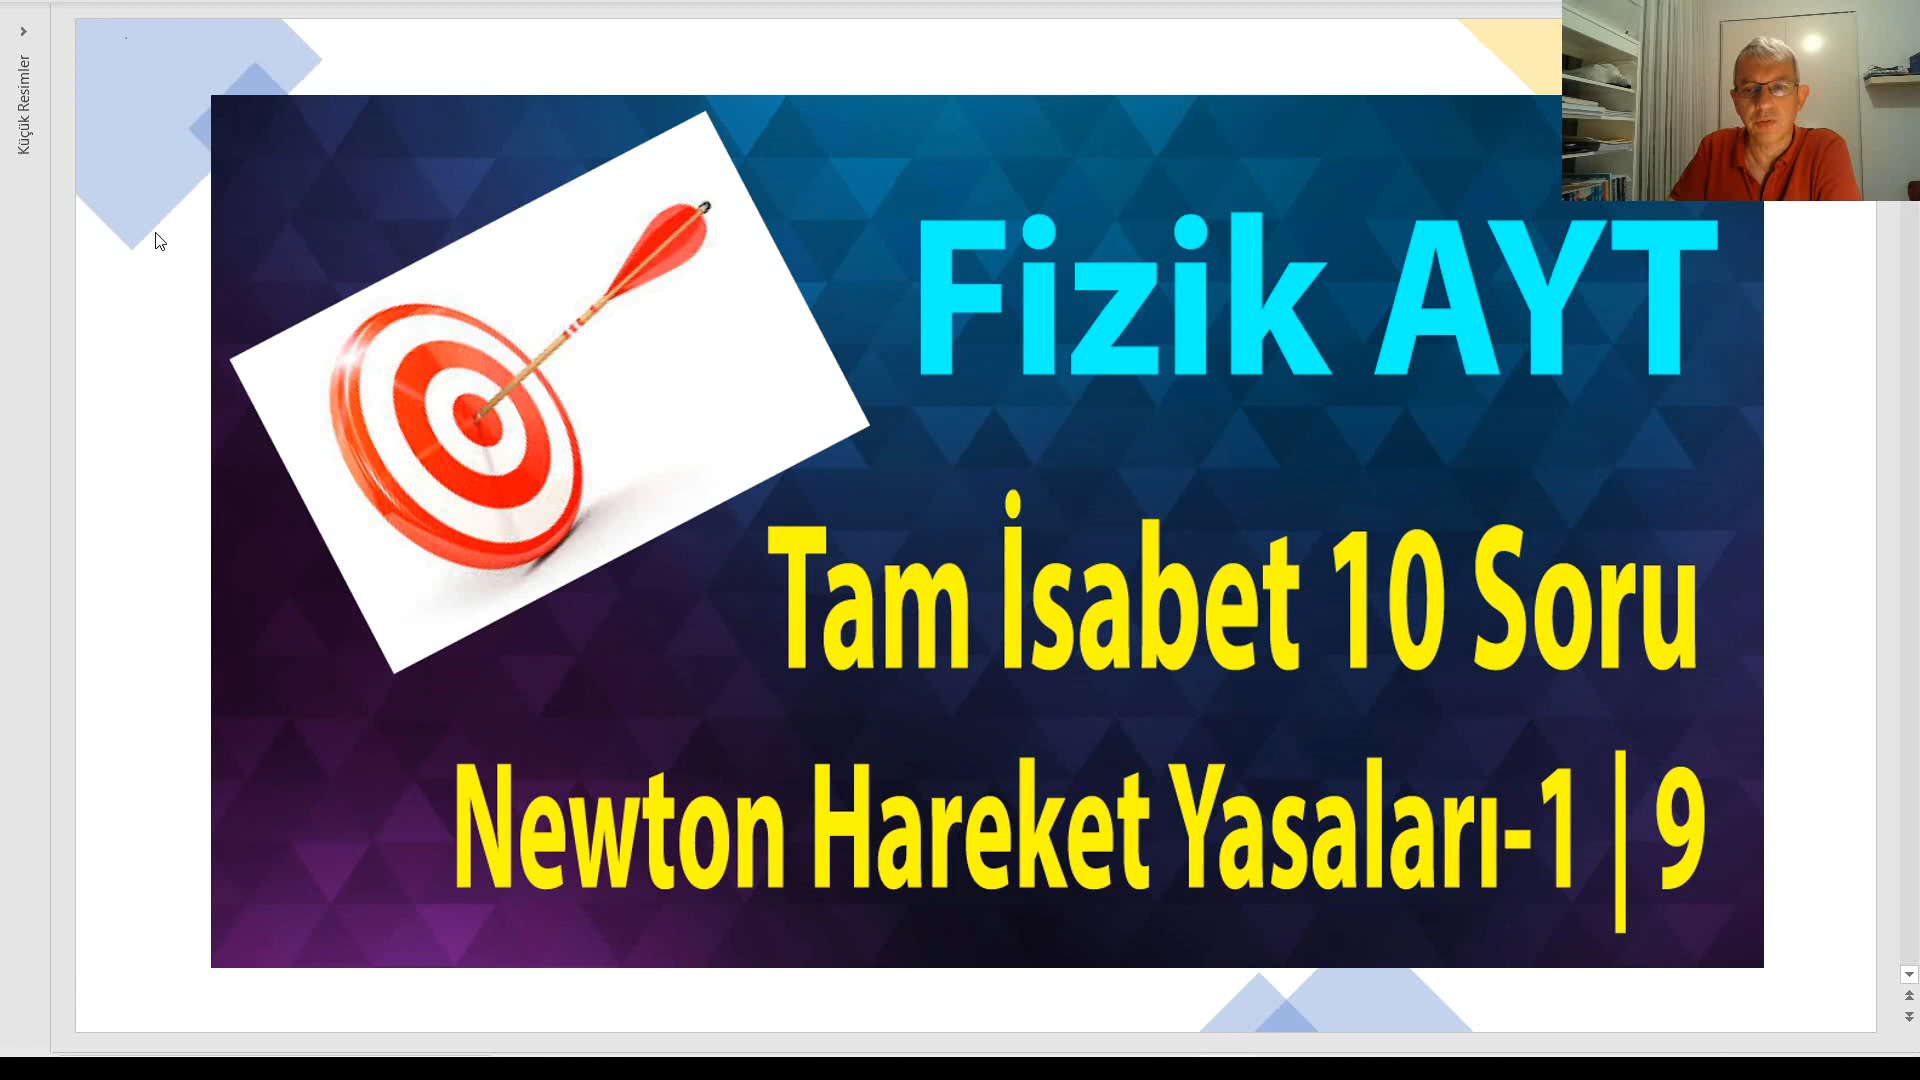 Küçük Resimler
Fizik AYT
Tam İsabet 10 Soru
Newton Hareket Yasaları-1 | 9